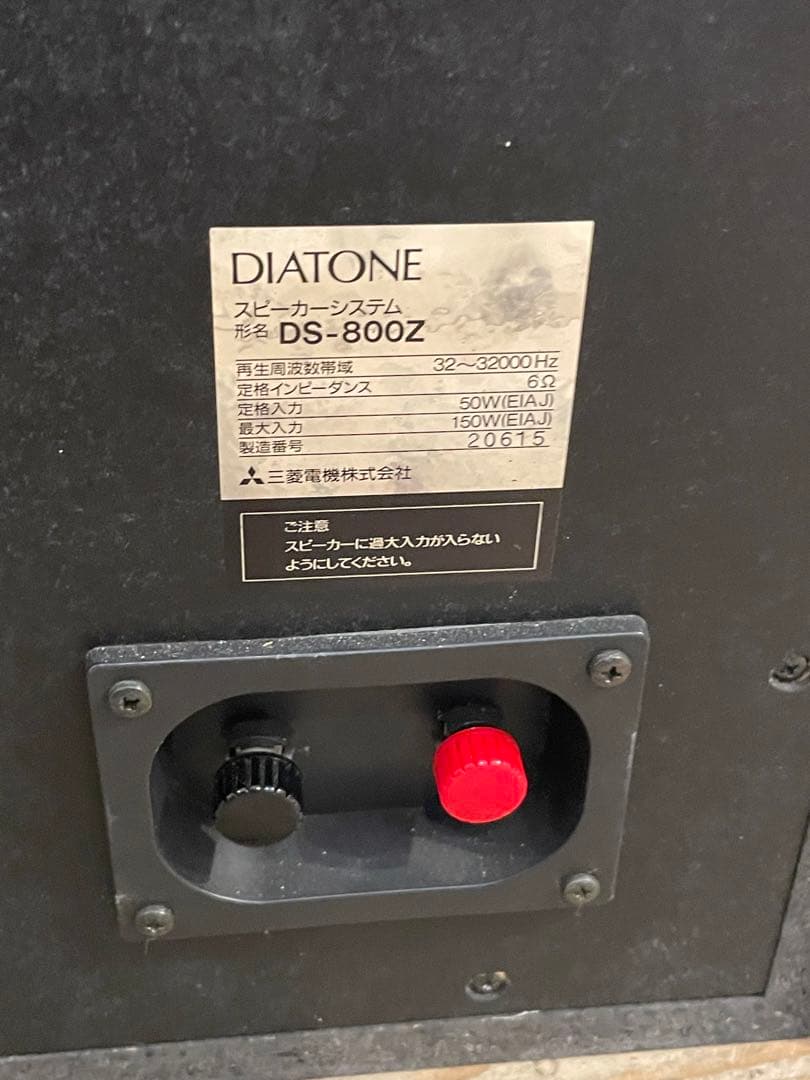 DIATONE
スピーカーシステム
形名 DS-800Z
再生周波数帯域 32～32000Hz
定格インピーダンス 6Ω
定格入力 50W(EIAJ)
最大入力 150W(EIAJ)
製造番号 20615
三菱電機株式会社
ご注意
スピーカーに過大入力が入らない
ようにしてください。